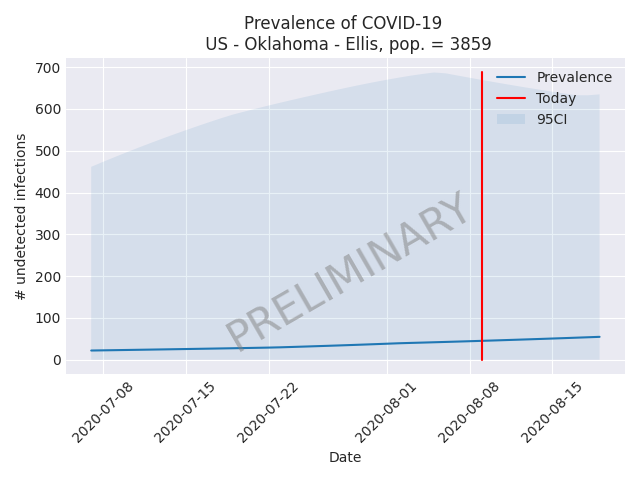 Prevalence of COVID-19
US - Oklahoma - Ellis, pop. = 3859
# undetected infections
700
600
500
400
300
200
100
0
Prevalence
Today
95CI
PRELIMINARY
2020-07-08
2020-07-15
2020-07-22
2020-08-01
2020-08-08
2020-08-15
Date